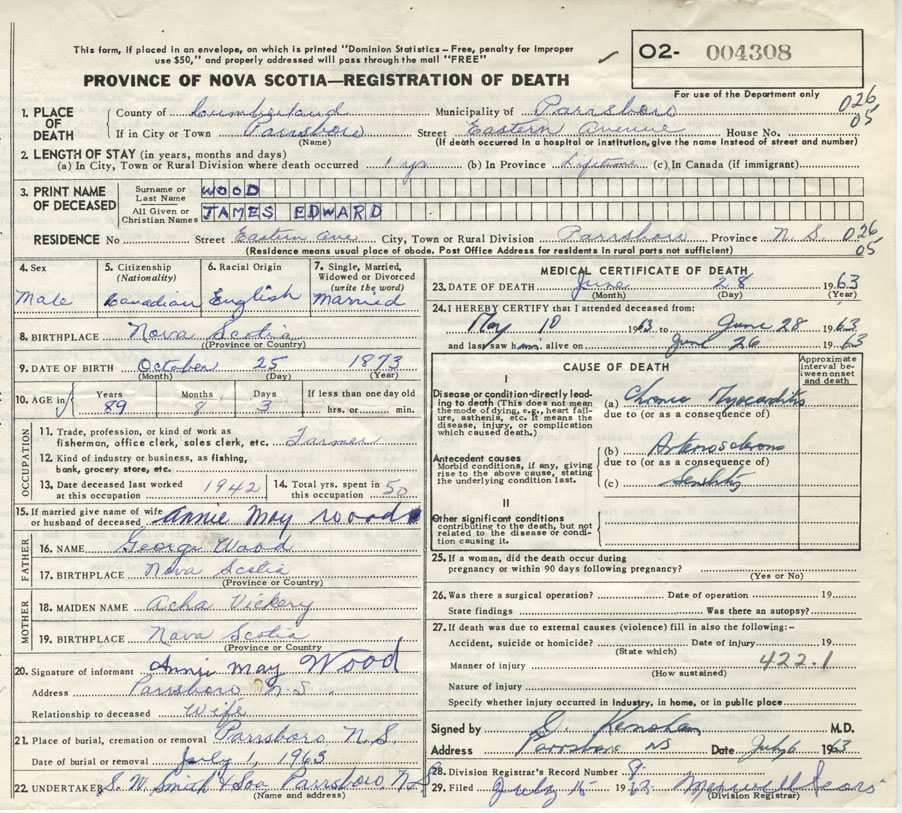 This form, if placed in an envelope, on which is printed "Dominion Statistics – Free, penalty for improper
use $50," and properly addressed will pass through the mail "FREE"
O2- 004308
PROVINCE OF NOVA SCOTIA—REGISTRATION OF DEATH
For use of the Department only
1. PLACE OF DEATH
County of Cumberland Municipality of Parrsboro 026
If in City or Town Parrsboro Street Eastern Avenue House No. 05
(Name) (If death occurred in a hospital or institution, give the name instead of street and number)
2. LENGTH OF STAY (in years, months and days)
(a) In City, Town or Rural Division where death occurred 1 yr (b) In Province Lifetime (c) In Canada (if immigrant)
3. PRINT NAME OF DECEASED
Surname or Last Name WOOD
All Given or Christian Names JAMES EDWARD
RESIDENCE No Street Eastern Ave City, Town or Rural Division Parrsboro Province N. S. 026
(Residence means usual place of abode. Post Office Address for residents in rural parts not sufficient) 05
4. Sex
Male
5. Citizenship
(Nationality)
Canadian
6. Racial Origin
English
7. Single, Married,
Widowed or Divorced
(write the word)
Married
8. BIRTHPLACE Nova Scotia
(Province or Country)
9. DATE OF BIRTH October 25 1873
(Month) (Day) (Year)
10. AGE in Years Months Days If less than one day old
89 8 3 hrs. or min.
OCCUPATION
11. Trade, profession, or kind of work as
fisherman, office clerk, sales clerk, etc. Farmer
12. Kind of industry or business, as fishing,
bank, grocery store, etc.
13. Date deceased last worked
at this occupation 1942
14. Total yrs. spent in
this occupation 50
15. If married give name of wife
or husband of deceased Annie May Wood
FATHER
16. NAME George Wood
17. BIRTHPLACE Nova Scotia
(Province or Country)
MOTHER
18. MAIDEN NAME Acha Vickery
19. BIRTHPLACE Nova Scotia
(Province or Country
20. Signature of informant Annie May Wood
Address Parrsboro N.S.
Relationship to deceased Wife
21. Place of burial, cremation or removal Parrsboro N.S.
Date of burial or removal July 1, 1963
22. UNDERTAKER S. W. Smith & Son Parrsboro, N.S
(Name and address)
MEDICAL CERTIFICATE OF DEATH
23. DATE OF DEATH June 28 1963
(Month) (Day) (Year)
24. I HEREBY CERTIFY that I attended deceased from:
May 10 1963 to June 28 1963
and last saw him alive on June 26 1963
CAUSE OF DEATH
Approximate
interval be-
tween onset
and death
I
Disease or condition directly lead-
ing to death (This does not mean
the mode of dying, e.g., heart fail-
ure, asthenia, etc. It means the
disease, injury, or complication
which caused death.)
(a) Chronic Myocarditis
due to (or as a consequence of)
Antecedent causes
Morbid conditions, if any, giving
rise to the above cause, stating
the underlying condition last.
(b) Arteriosclerosis
due to (or as a consequence of)
(c) Senility
II
Other significant conditions
contributing to the death, but not
related to the disease or condi-
tion causing it.
25. If a woman, did the death occur during
pregnancy or within 90 days following pregnancy?
(Yes or No)
26. Was there a surgical operation? Date of operation 19
State findings Was there an autopsy?
27. If death was due to external causes (violence) fill in also the following:–
Accident, suicide or homicide? Date of injury 19
(State which)
Manner of injury 422.1
(How sustained)
Nature of injury
Specify whether injury occurred in Industry, in home, or in public place
Signed by M.D.
Address Parrsboro NS Date July 6 1963
28. Division Registrar's Record Number 9.
29. Filed July 15 1963 Maxwell Sears
(Division Registrar)